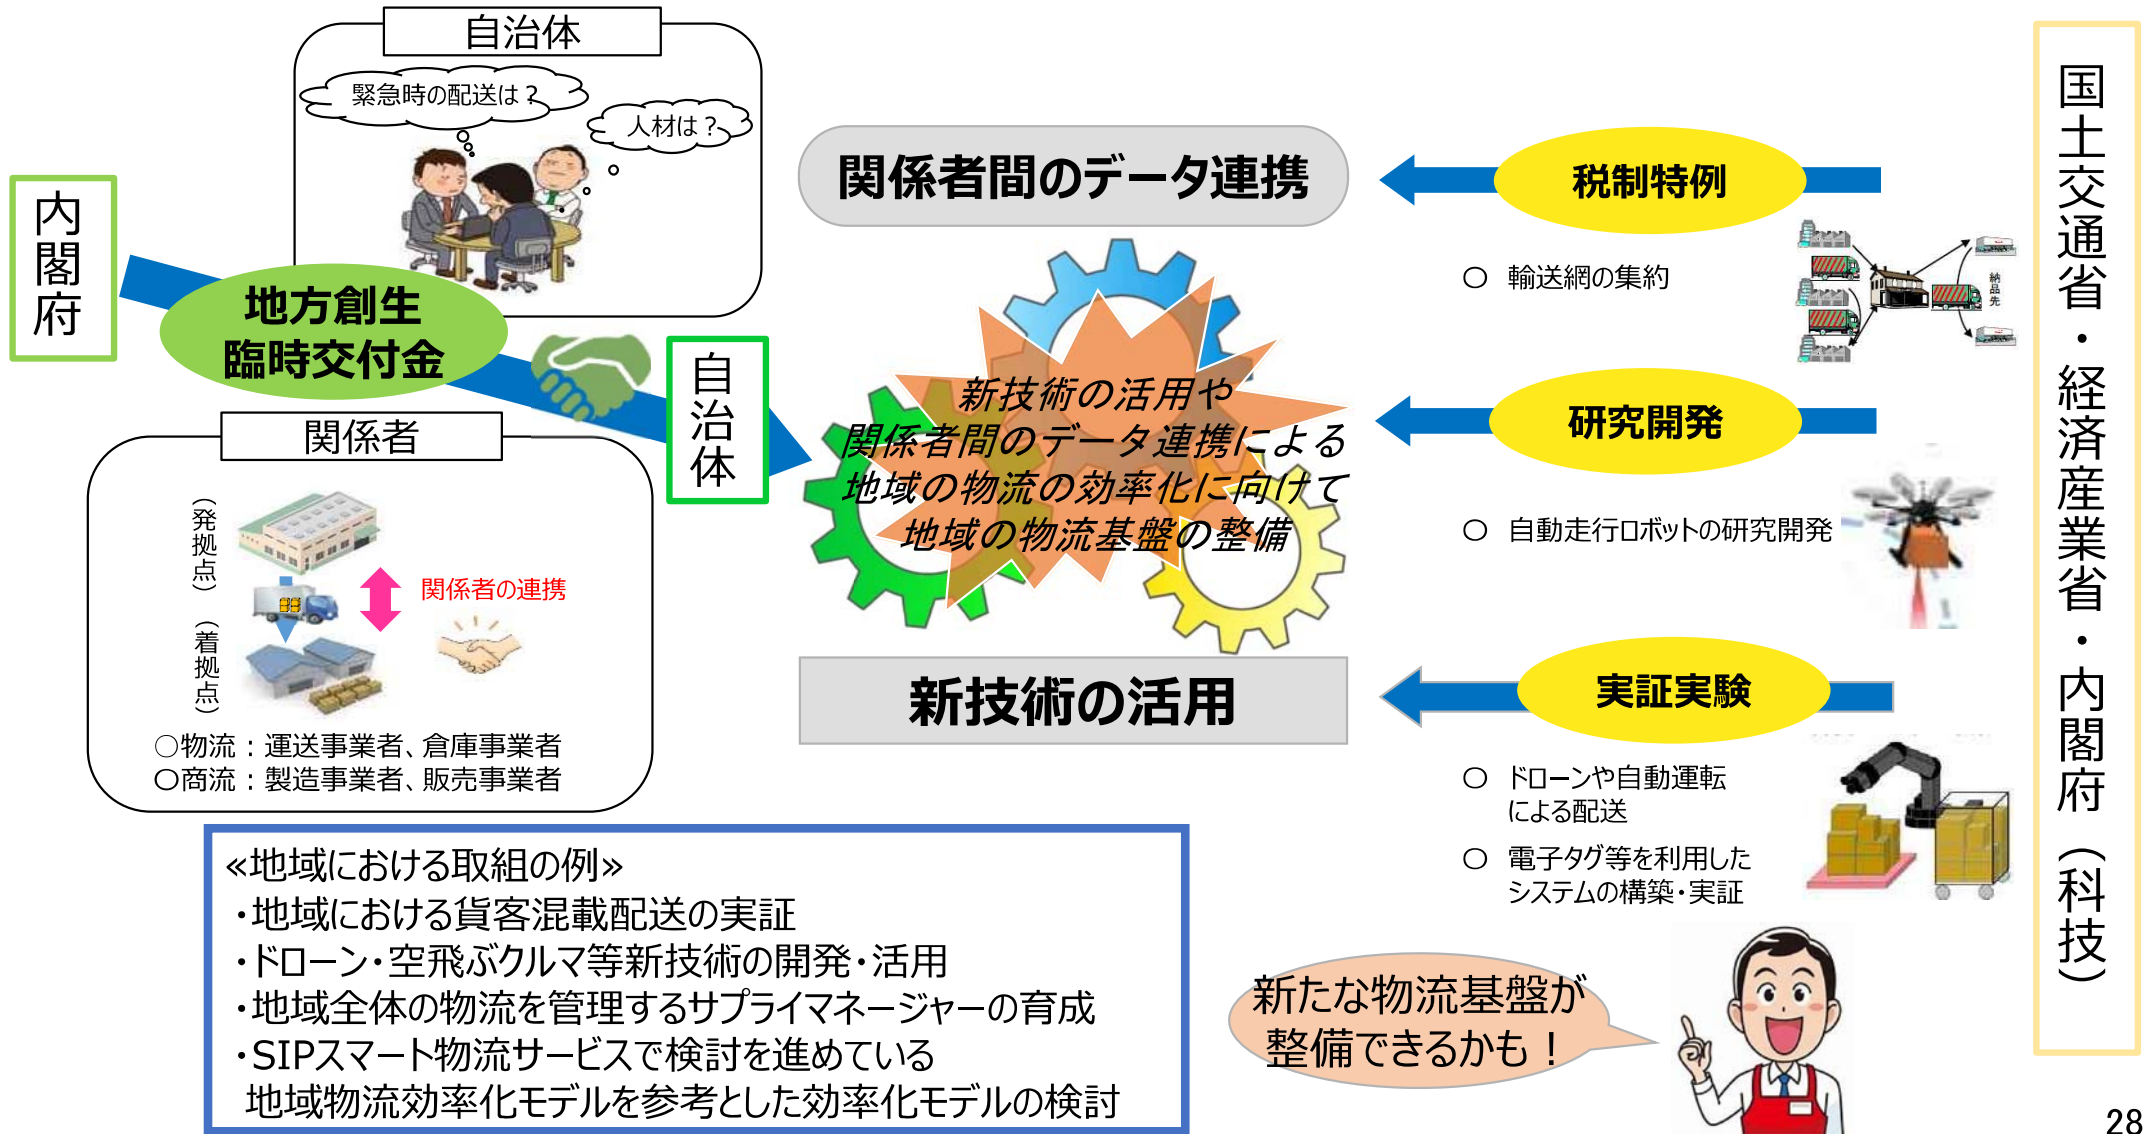 自治体
緊急時の配送は？
人材は？
内閣府
地方創生
臨時交付金
自治体
関係者
（発拠点）
（着拠点）
関係者の連携
○物流：運送事業者、倉庫事業者
○商流：製造事業者、販売事業者
関係者間のデータ連携
新技術の活用や
関係者間のデータ連携による
地域の物流の効率化に向けて
地域の物流基盤の整備
新技術の活用
税制特例
○ 輸送網の集約
納品先
研究開発
○ 自動走行ロボットの研究開発
実証実験
○ ドローンや自動運転
による配送
○ 電子タグ等を利用した
システムの構築・実証
国土交通省・経済産業省・内閣府（科技）
≪地域における取組の例≫
・地域における貨客混載配送の実証
・ドローン・空飛ぶクルマ等新技術の開発・活用
・地域全体の物流を管理するサプライマネージャーの育成
・SIPスマート物流サービスで検討を進めている
地域物流効率化モデルを参考とした効率化モデルの検討
新たな物流基盤が
整備できるかも！
28